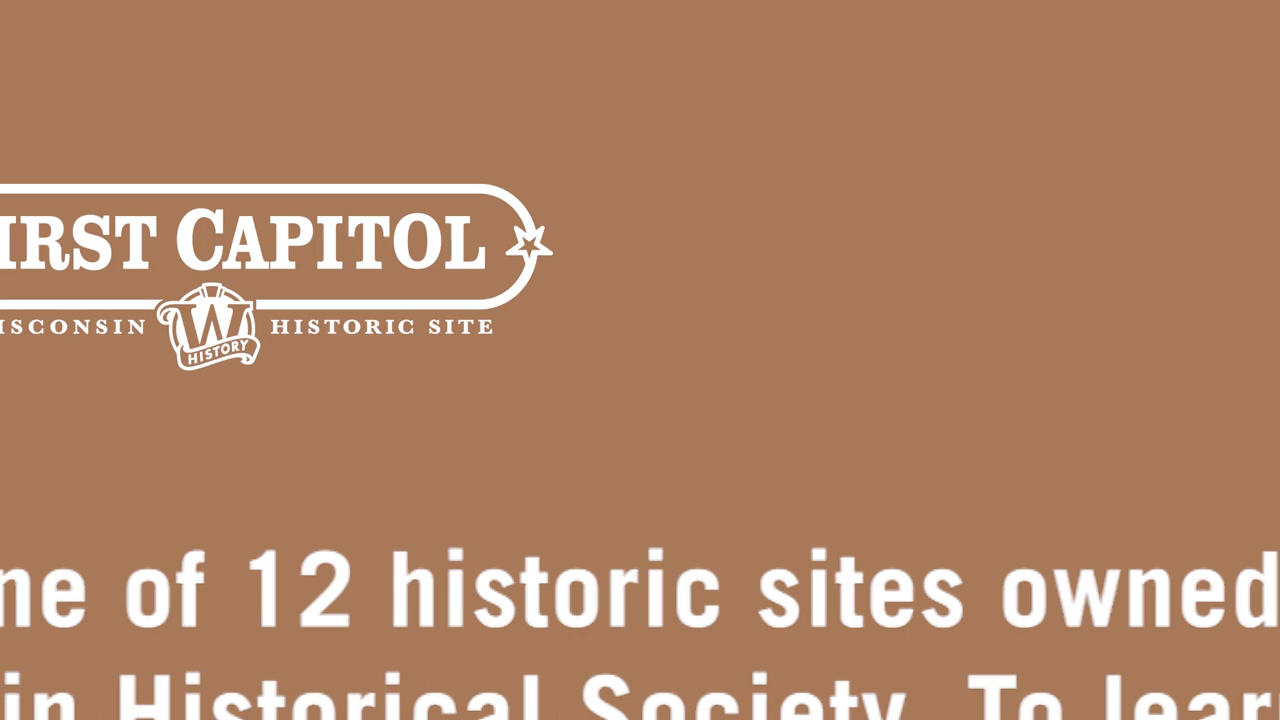 IRST CAPITOL
ISCONSIN W HISTORIC SITE
HISTORY
ne of 12 historic sites owned
in Historical Society. To lear